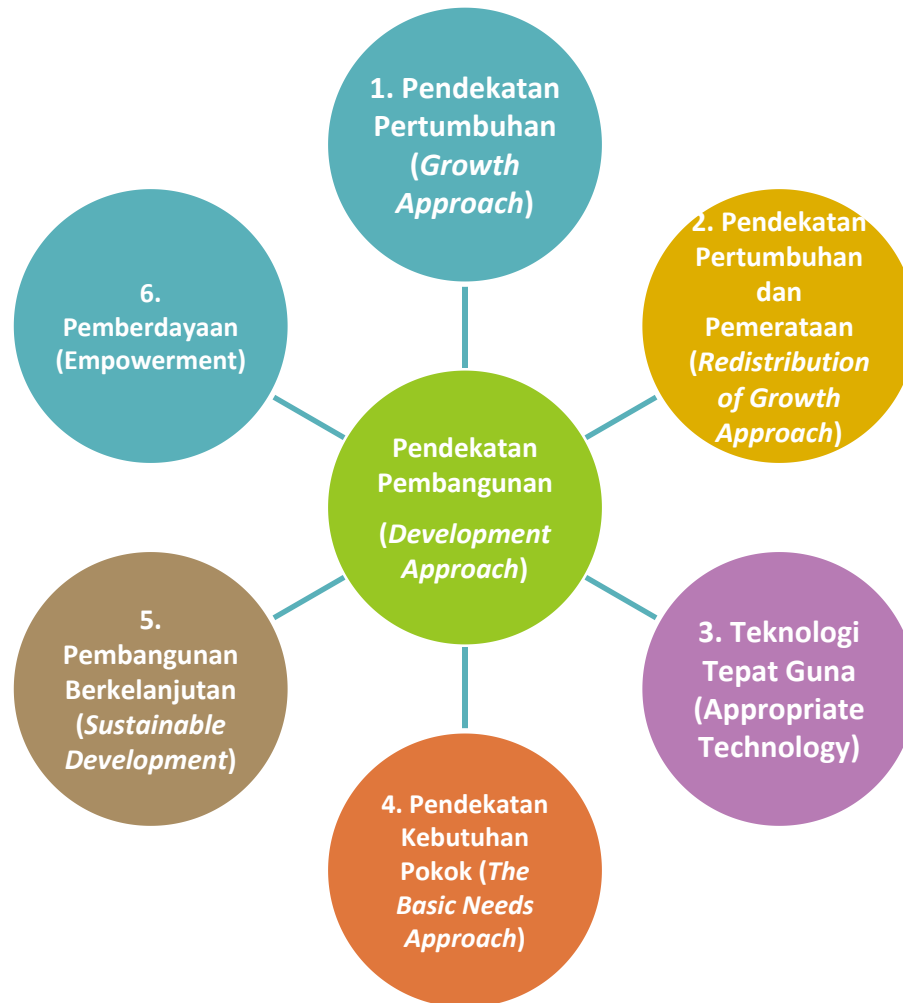 1. Pendekatan
Pertumbuhan
(Growth
Approach)
2. Pendekatan
Pertumbuhan
dan
Pemerataan
(Redistribution
of Growth
Approach)
3. Teknologi
Tepat Guna
(Appropriate
Technology)
4. Pendekatan
Kebutuhan
Pokok (The
Basic Needs
Approach)
5.
Pembangunan
Berkelanjutan
(Sustainable
Development)
6.
Pemberdayaan
(Empowerment)
Pendekatan
Pembangunan
(Development
Approach)